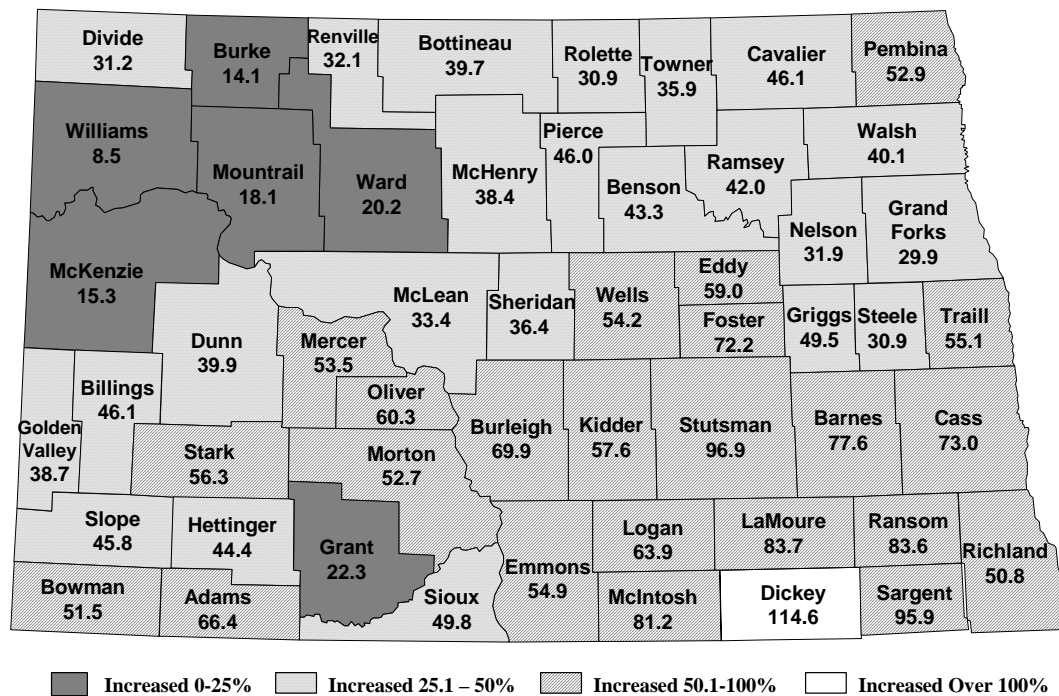 Divide
31.2
Burke
14.1
Renville
32.1
Bottineau
39.7
Rolette
30.9
Towner
35.9
Cavalier
46.1
Pembina
52.9
Williams
8.5
Mountrail
18.1
Ward
20.2
McHenry
38.4
Pierce
46.0
Benson
43.3
Ramsey
42.0
Walsh
40.1
Nelson
31.9
Grand
Forks
29.9
McKenzie
15.3
Dunn
39.9
McLean
33.4
Mercer
53.5
Oliver
60.3
Sheridan
36.4
Wells
54.2
Eddy
59.0
Foster
72.2
Griggs
49.5
Steele
30.9
Traill
55.1
Golden
Valley
38.7
Billings
46.1
Stark
56.3
Morton
52.7
Burleigh
69.9
Kidder
57.6
Stutsman
96.9
Barnes
77.6
Cass
73.0
Slope
45.8
Hettinger
44.4
Grant
22.3
Bowman
51.5
Adams
66.4
Sioux
49.8
Emmons
54.9
Logan
63.9
McIntosh
81.2
LaMoure
83.7
Dickey
114.6
Ransom
83.6
Sargent
95.9
Richland
50.8
Increased 0-25%
Increased 25.1 – 50%
Increased 50.1-100%
Increased Over 100%